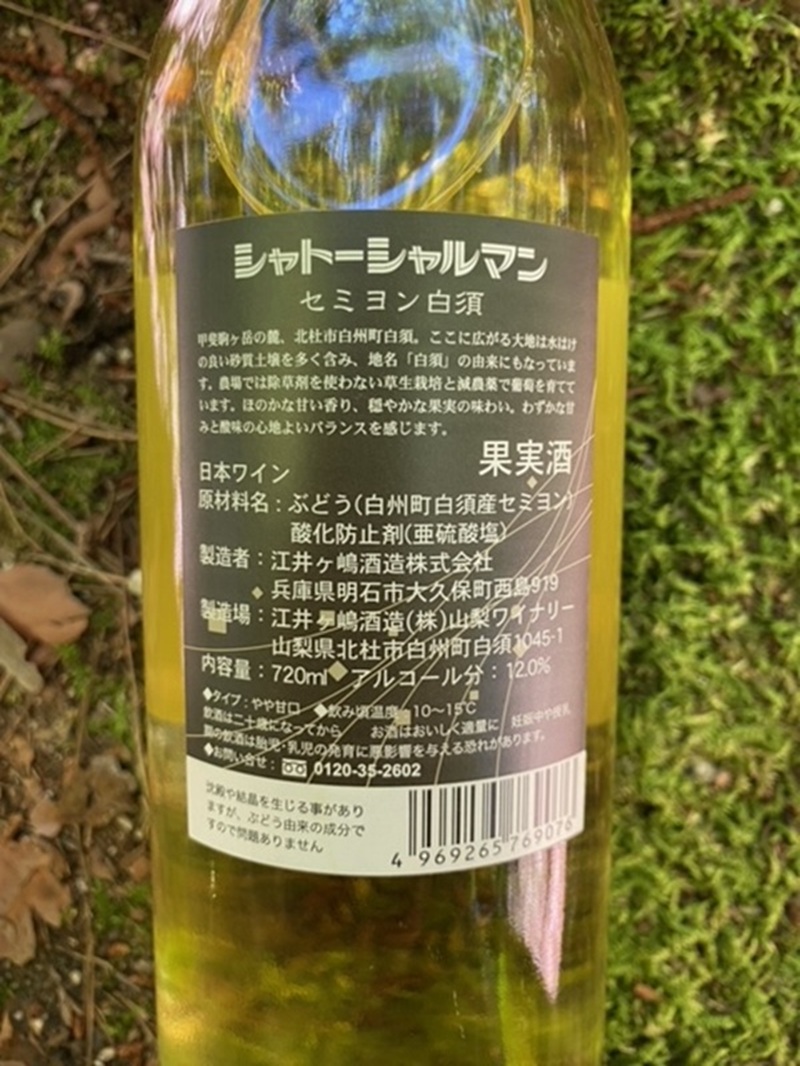 シャトーシャルマン
セミヨン白須
甲斐駒ヶ岳の麓、北杜市白州町白須。ここに広がる大地は水はけ
の良い砂質土壌を多く含み、地名「白須」の由来にもなっていま
す。農場では除草剤を使わない草生栽培と減農薬で葡萄を育てて
います。ほのかな甘い香り、穏やかな果実の味わい。わずかな甘
みと酸味の心地よいバランスを感じます。
果実酒
日本ワイン
原材料名：ぶどう(白州町白須産セミヨン)
酸化防止剤(亜硫酸塩)
製造者：江井ヶ嶋酒造株式会社
兵庫県明石市大久保町西島919
製造場：江井ヶ嶋酒造(株)山梨ワイナリー
山梨県北杜市白州町白須1045-1
内容量：720ml アルコール分：12.0%
◆タイプ：やや甘口 ◆飲み頃温度：10〜15℃
飲酒は二十歳になってから お酒はおいしく適量に 妊娠中や授乳
期の飲酒は胎児・乳児の発育に悪影響を与える恐れがあります。
◆お問い合せ： 0120-35-2602
沈殿や結晶を生じる事があり
ますが、ぶどう由来の成分で
すので問題ありません
4 969265 769076